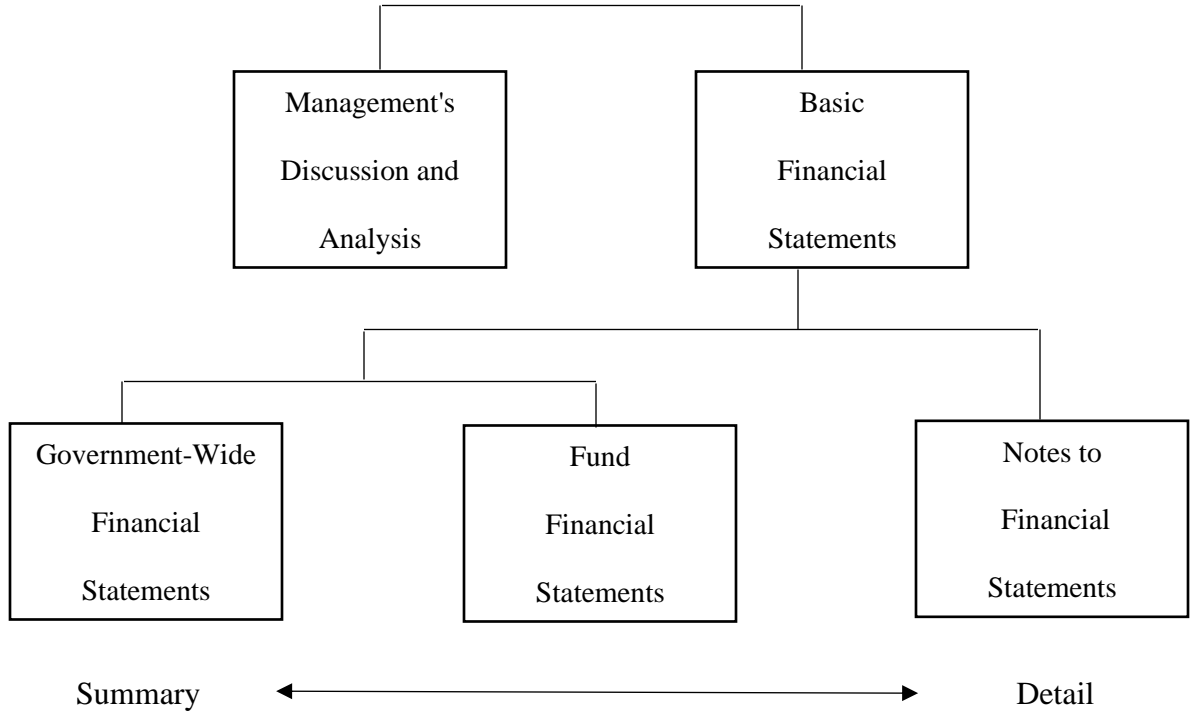 Management's
Discussion and
Analysis
Basic
Financial
Statements
Government-Wide
Financial
Statements
Fund
Financial
Statements
Notes to
Financial
Statements
Summary
Detail